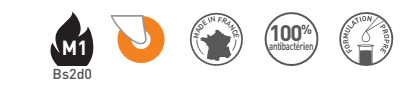 M1
Bs2d0
MADE IN FRANCE
100%
antibactérien
FORMULATION PROPRE